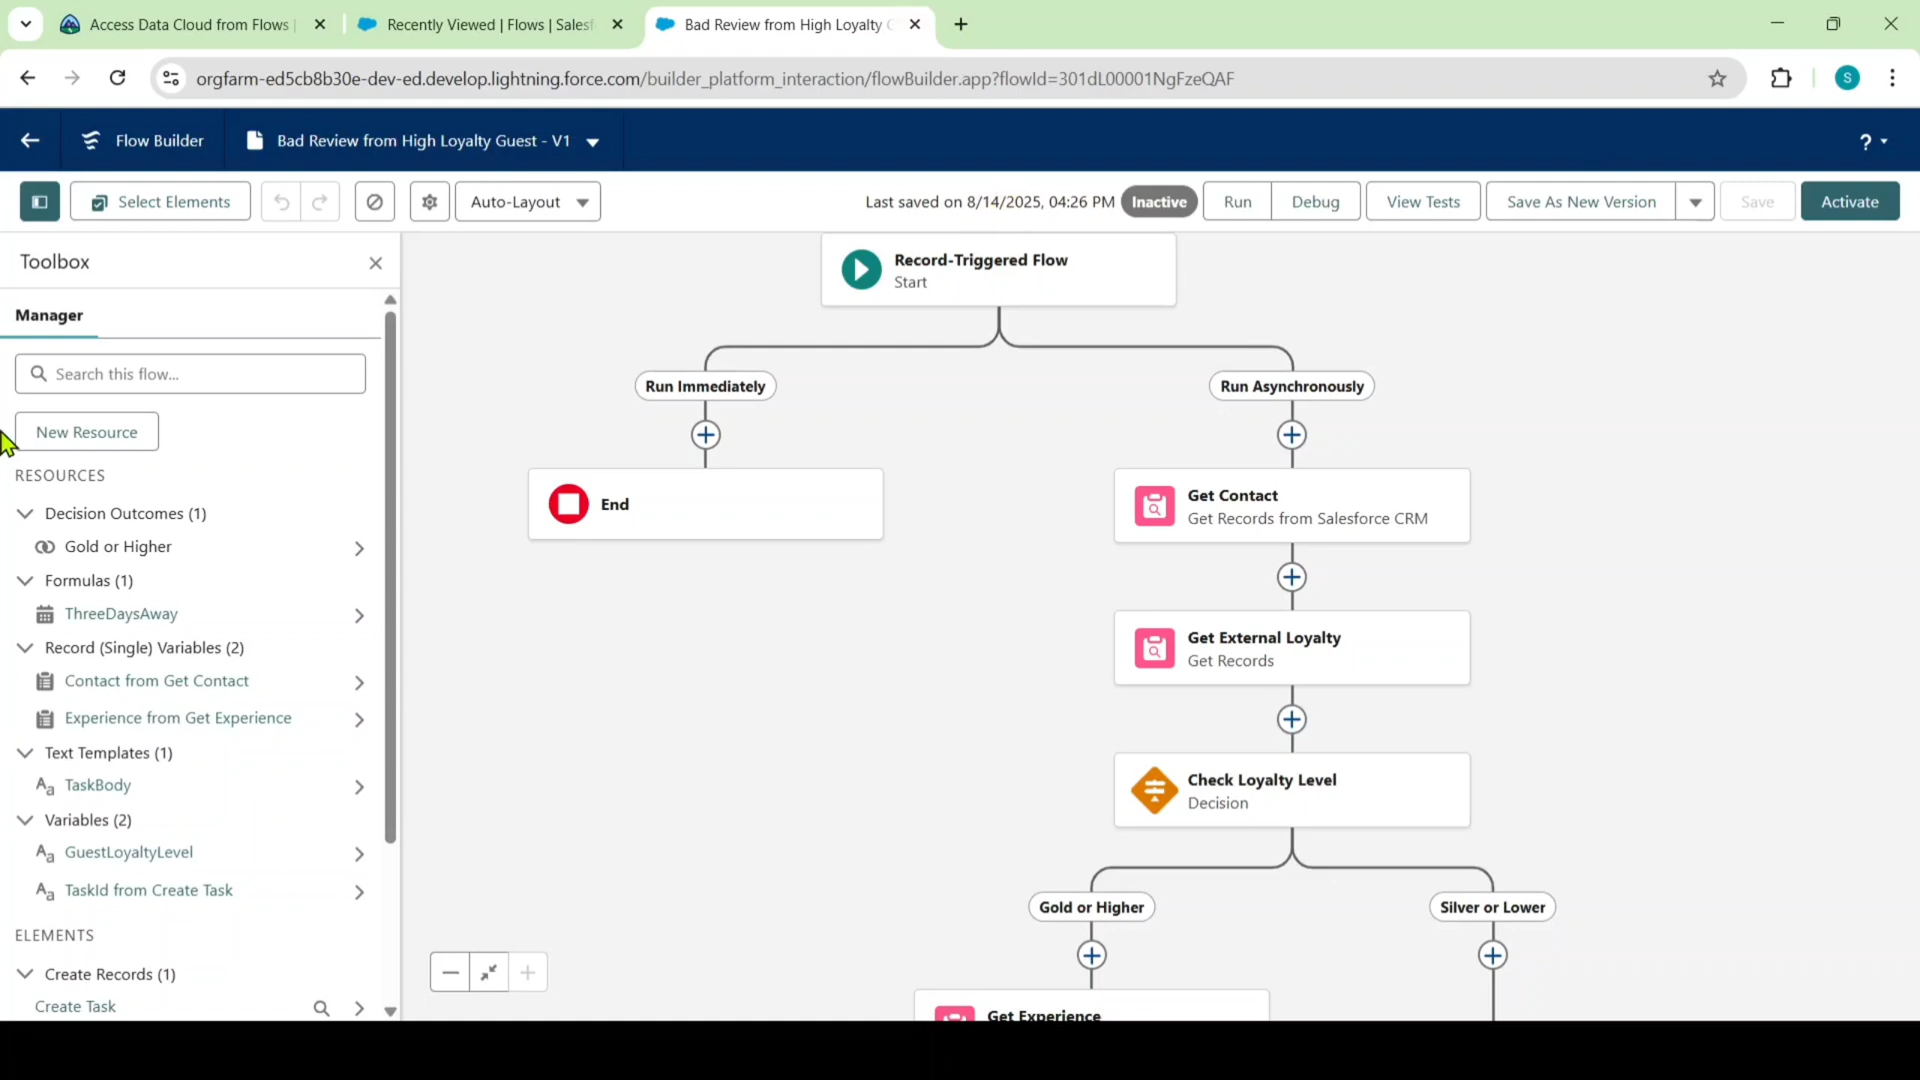 Access Data Cloud from Flows
Recently Viewed | Flows | Salesf
Bad Review from High Loyalty
orgfarm-ed5cb8b30e-dev-ed.develop.lightning.force.com/builder_platform_interaction/flowBuilder.app?flowId=301dL00001NgFzeQAF
S
Flow Builder
Bad Review from High Loyalty Guest - V1
?
Select Elements
Auto-Layout
Last saved on 8/14/2025, 04:26 PM
Inactive
Run
Debug
View Tests
Save As New Version
Save
Activate
Toolbox
Manager
Search this flow...
New Resource
RESOURCES
Decision Outcomes (1)
Gold or Higher
Formulas (1)
ThreeDaysAway
Record (Single) Variables (2)
Contact from Get Contact
Experience from Get Experience
Text Templates (1)
TaskBody
Variables (2)
GuestLoyaltyLevel
TaskId from Create Task
ELEMENTS
Create Records (1)
Create Task
Record-Triggered Flow
Start
Run Immediately
Run Asynchronously
End
Get Contact
Get Records from Salesforce CRM
Get External Loyalty
Get Records
Check Loyalty Level
Decision
Gold or Higher
Silver or Lower
Get Experience